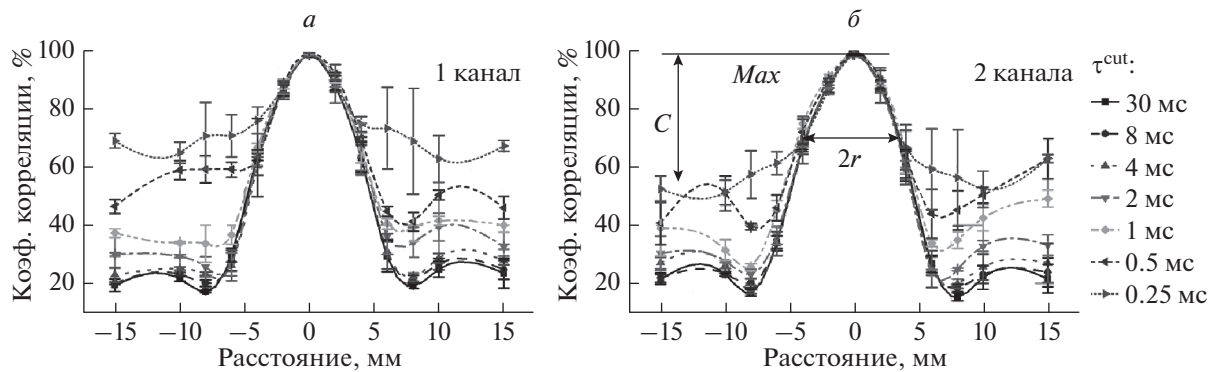 а
Коэф. корреляции, %
100
80
60
40
20
1 канал
–15 –10 –5 0 5 10 15
Расстояние, мм
б
Коэф. корреляции, %
100
80
60
40
20
Max
C
2r
2 канала
–15 –10 –5 0 5 10 15
Расстояние, мм
τcut:
30 мс
8 мс
4 мс
2 мс
1 мс
0.5 мс
0.25 мс